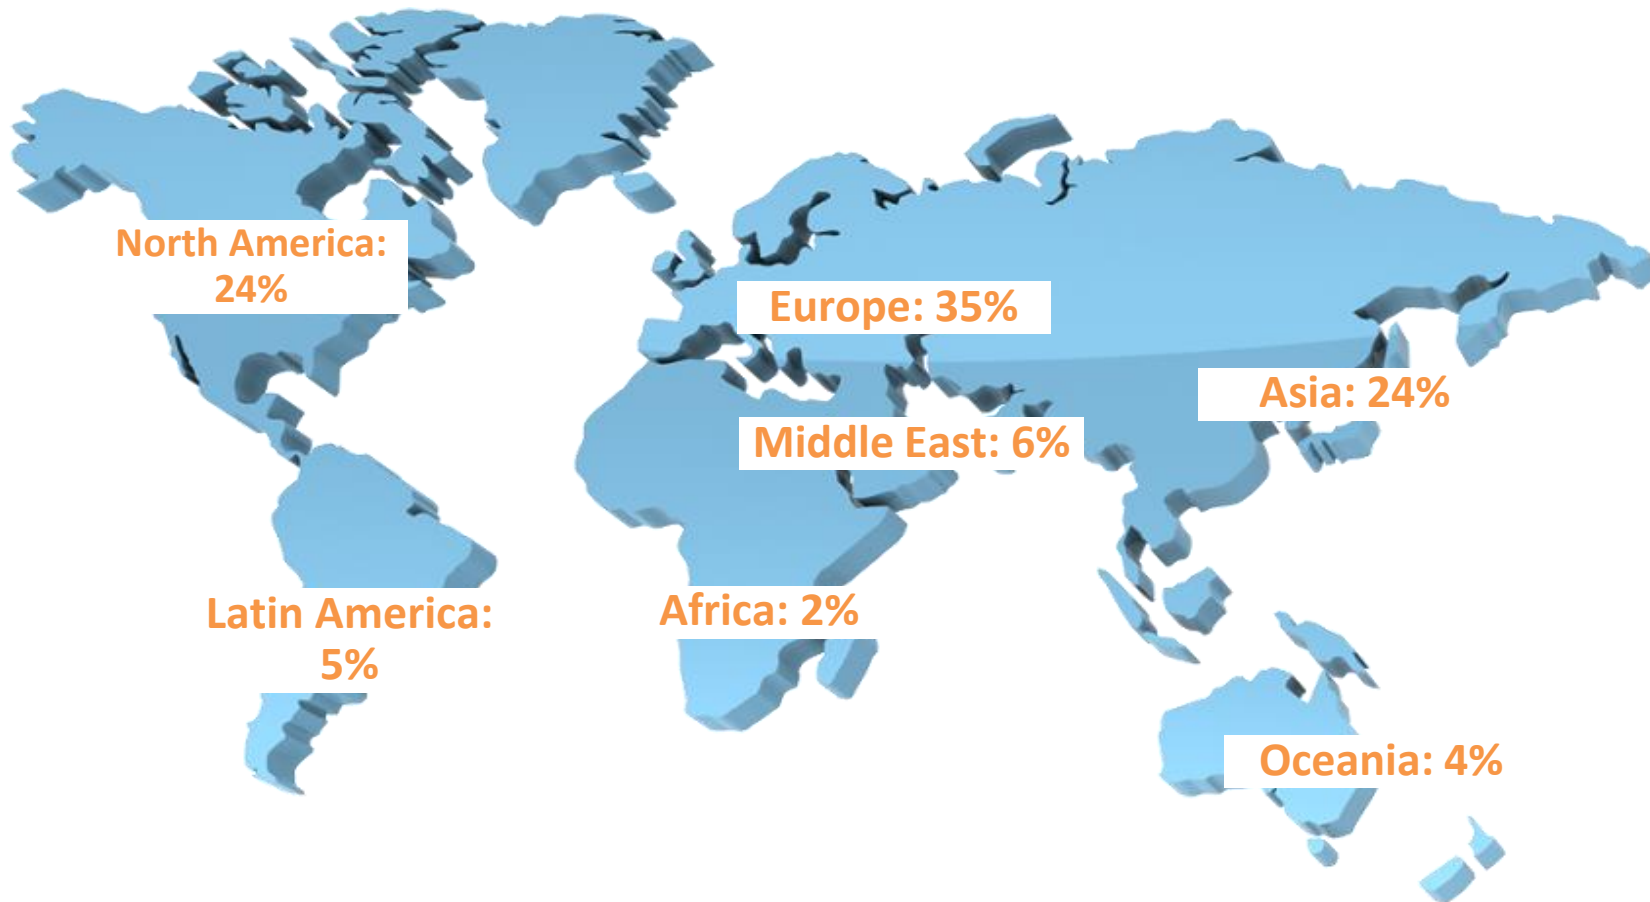 North America:
24%
Europe: 35%
Asia: 24%
Middle East: 6%
Latin America:
5%
Africa: 2%
Oceania: 4%